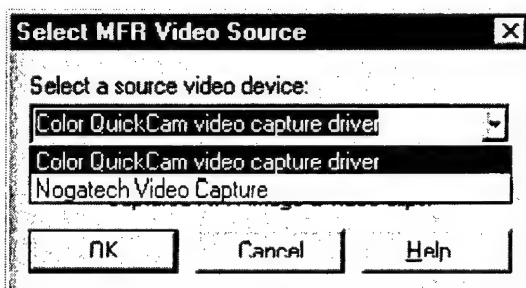 Select MFR Video Source
Select a source video device:
Color QuickCam video capture driver
Color QuickCam video capture driver
Nogatech Video Capture
OK Cancel Help